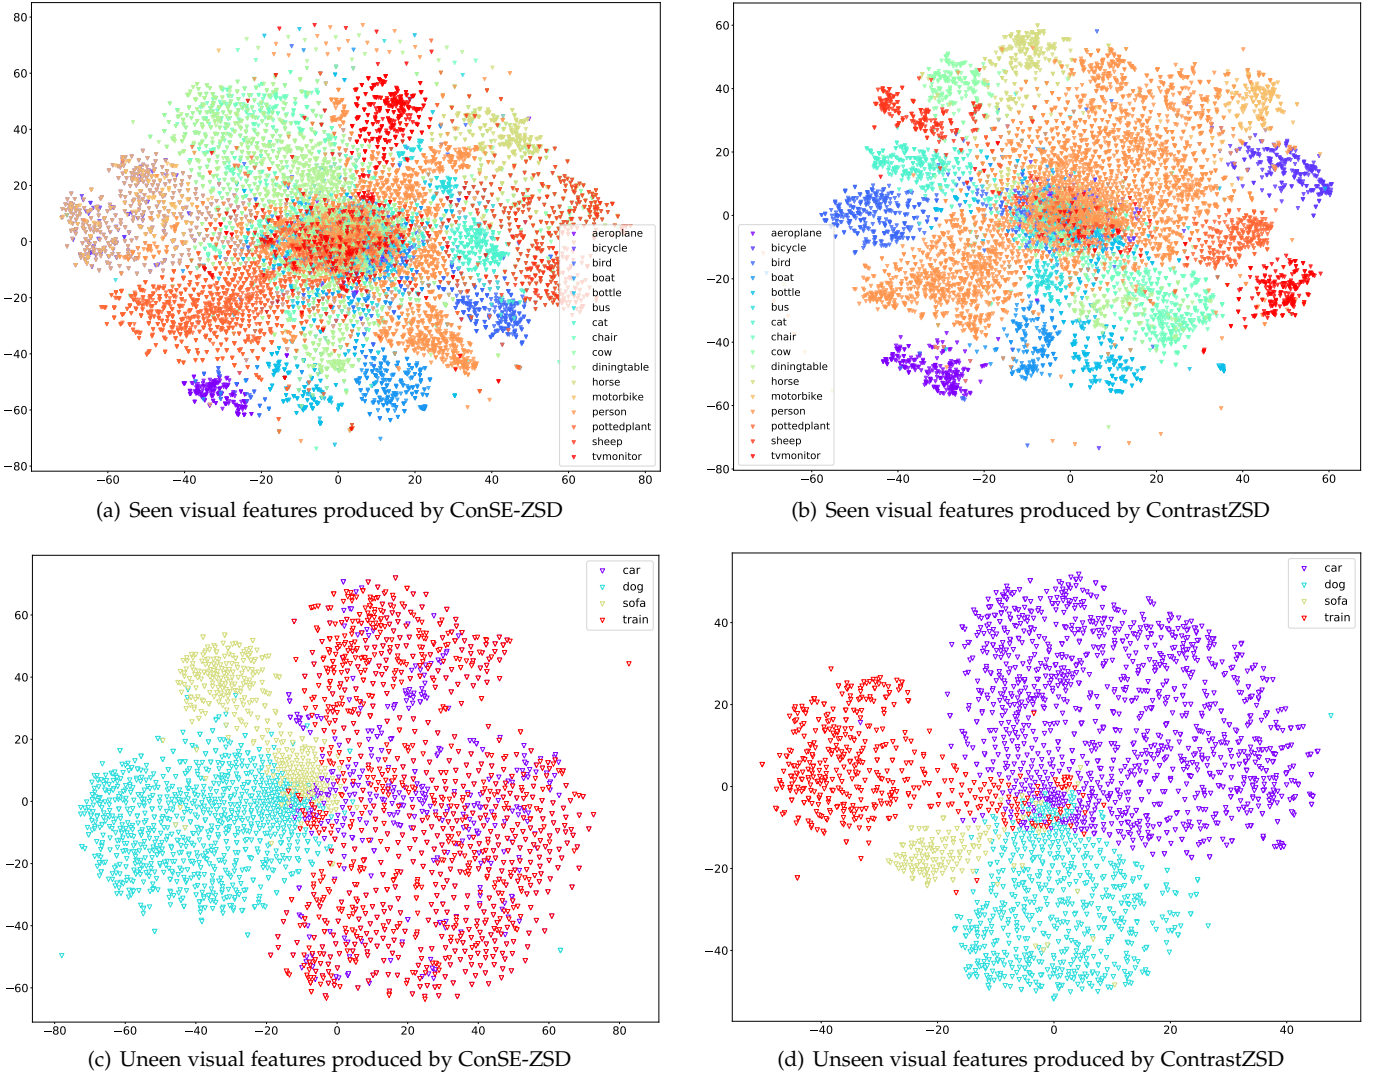 80
60
40
20
0
−20
−40
−60
−80
−60
−40
−20
0
20
40
60
80
aeroplane
bicycle
bird
boat
bottle
bus
cat
chair
cow
diningtable
horse
motorbike
person
pottedplant
sheep
tvmonitor
(a) Seen visual features produced by ConSE-ZSD
60
40
20
0
−20
−40
−60
−80
−60
−40
−20
0
20
40
60
aeroplane
bicycle
bird
boat
bottle
bus
cat
chair
cow
diningtable
horse
motorbike
person
pottedplant
sheep
tvmonitor
(b) Seen visual features produced by ContrastZSD
60
40
20
0
−20
−40
−60
−80
−60
−40
−20
0
20
40
60
80
car
dog
sofa
train
(c) Uneen visual features produced by ConSE-ZSD
40
20
0
−20
−40
−40
−20
0
20
40
car
dog
sofa
train
(d) Unseen visual features produced by ContrastZSD